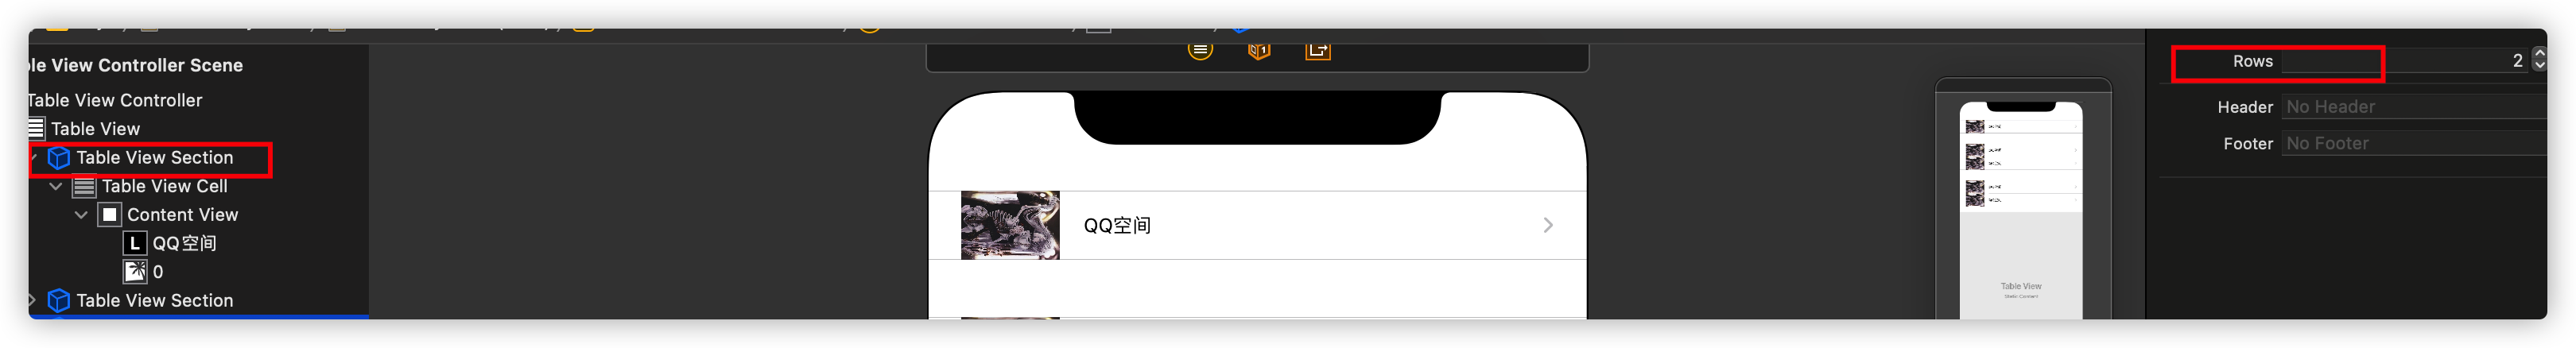 le View Controller Scene
Table View Controller
Table View
Table View Section
Table View Cell
Content View
L QQ空间
0
Table View Section
QQ空间
Table View
Static Content
Rows 2
Header No Header
Footer No Footer